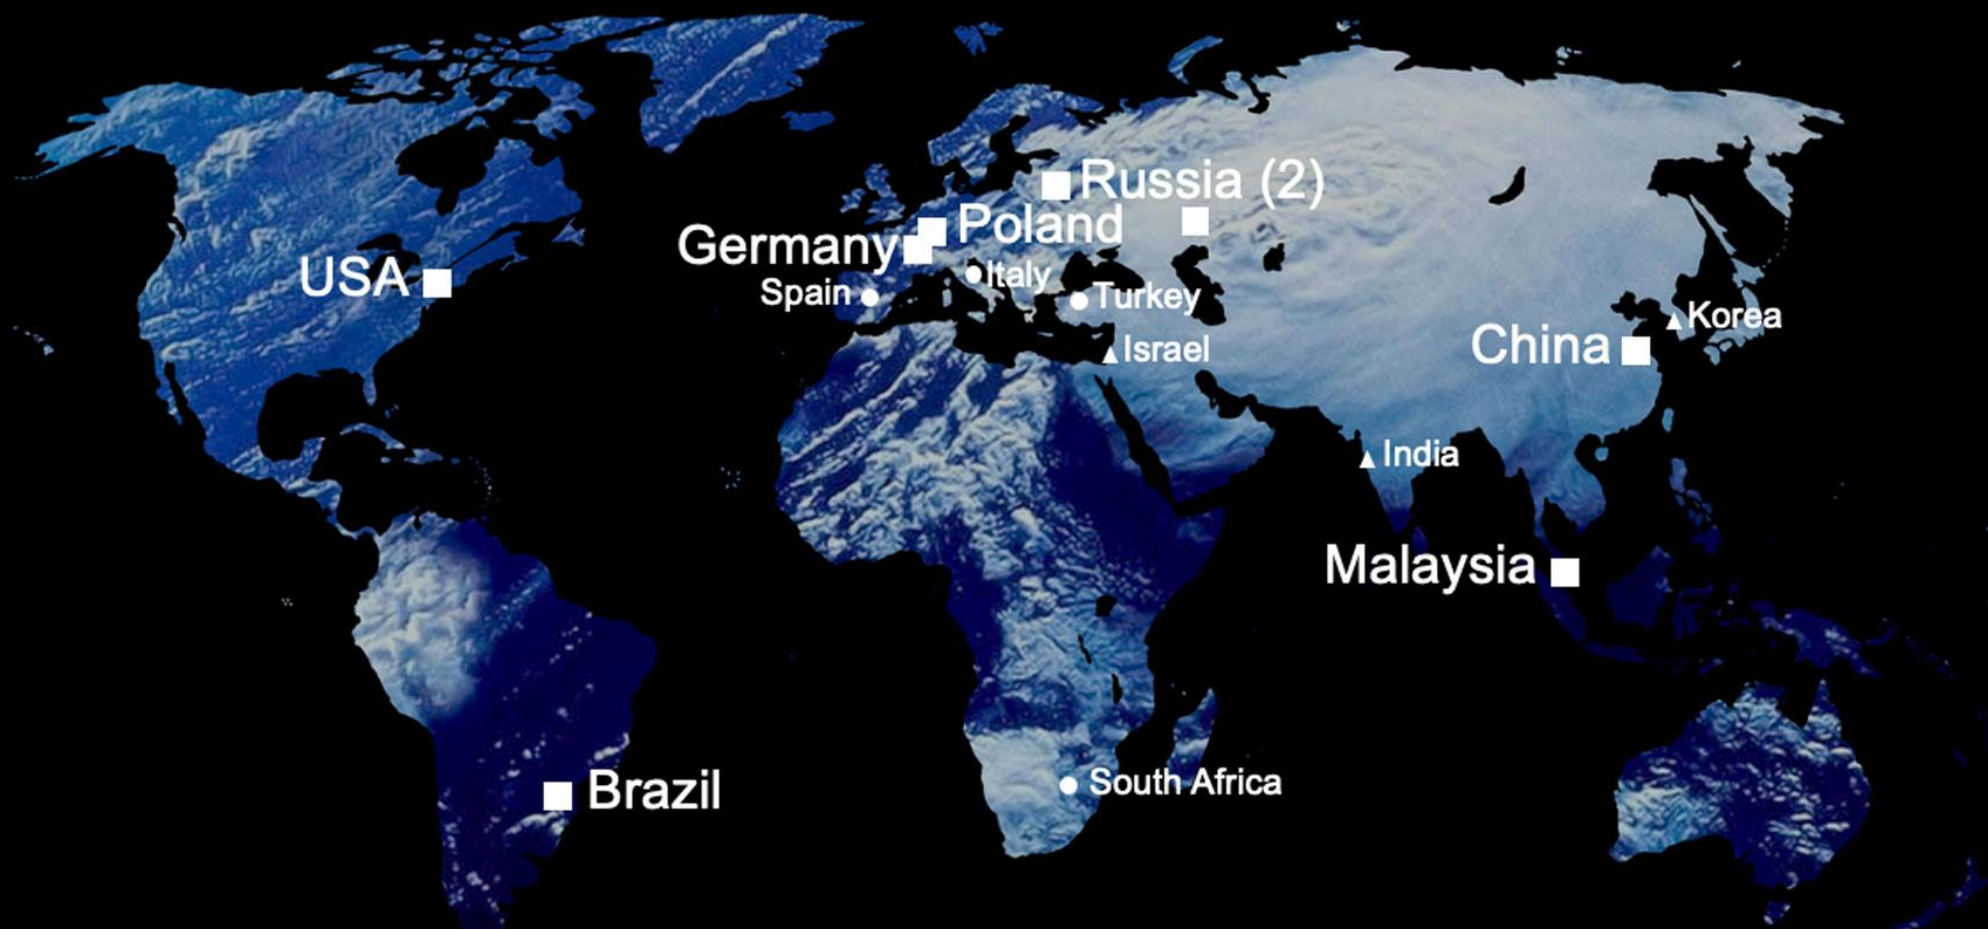 Russia (2)
Poland
Germany
USA
Italy
Spain
Turkey
Korea
China
Israel
India
Malaysia
South Africa
Brazil